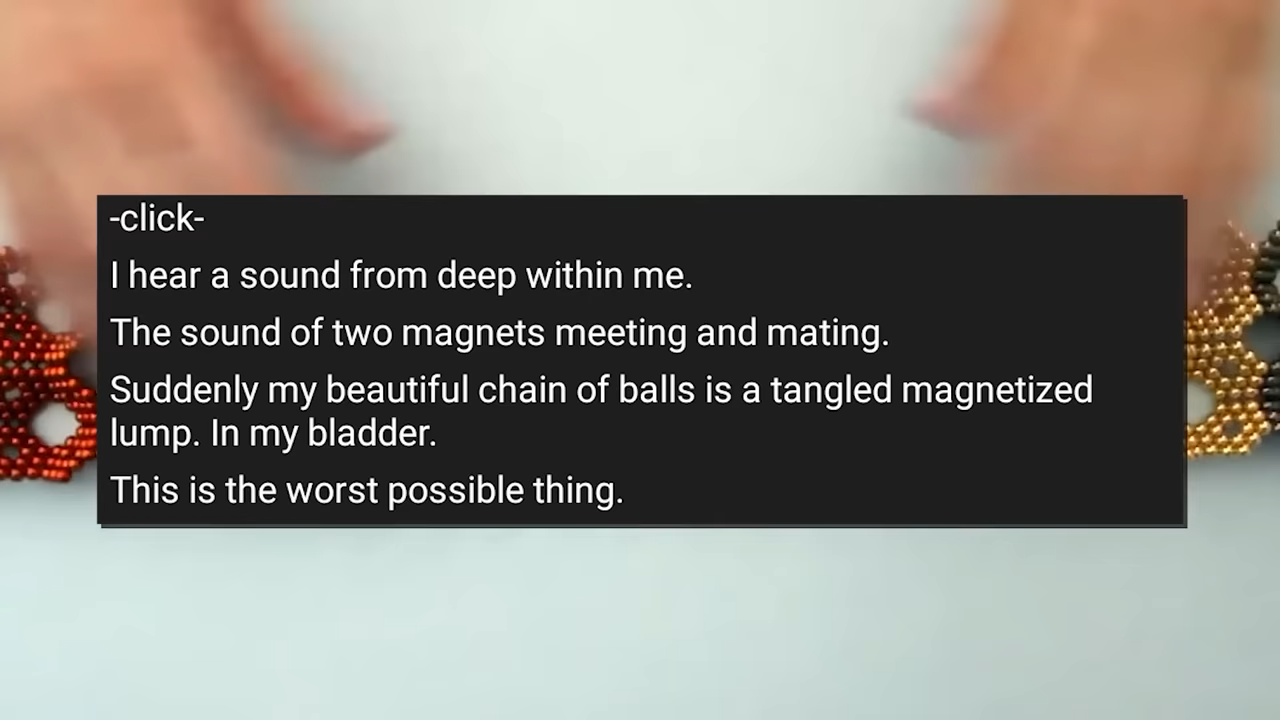 -click-
I hear a sound from deep within me.
The sound of two magnets meeting and mating.
Suddenly my beautiful chain of balls is a tangled magnetized
lump. In my bladder.
This is the worst possible thing.